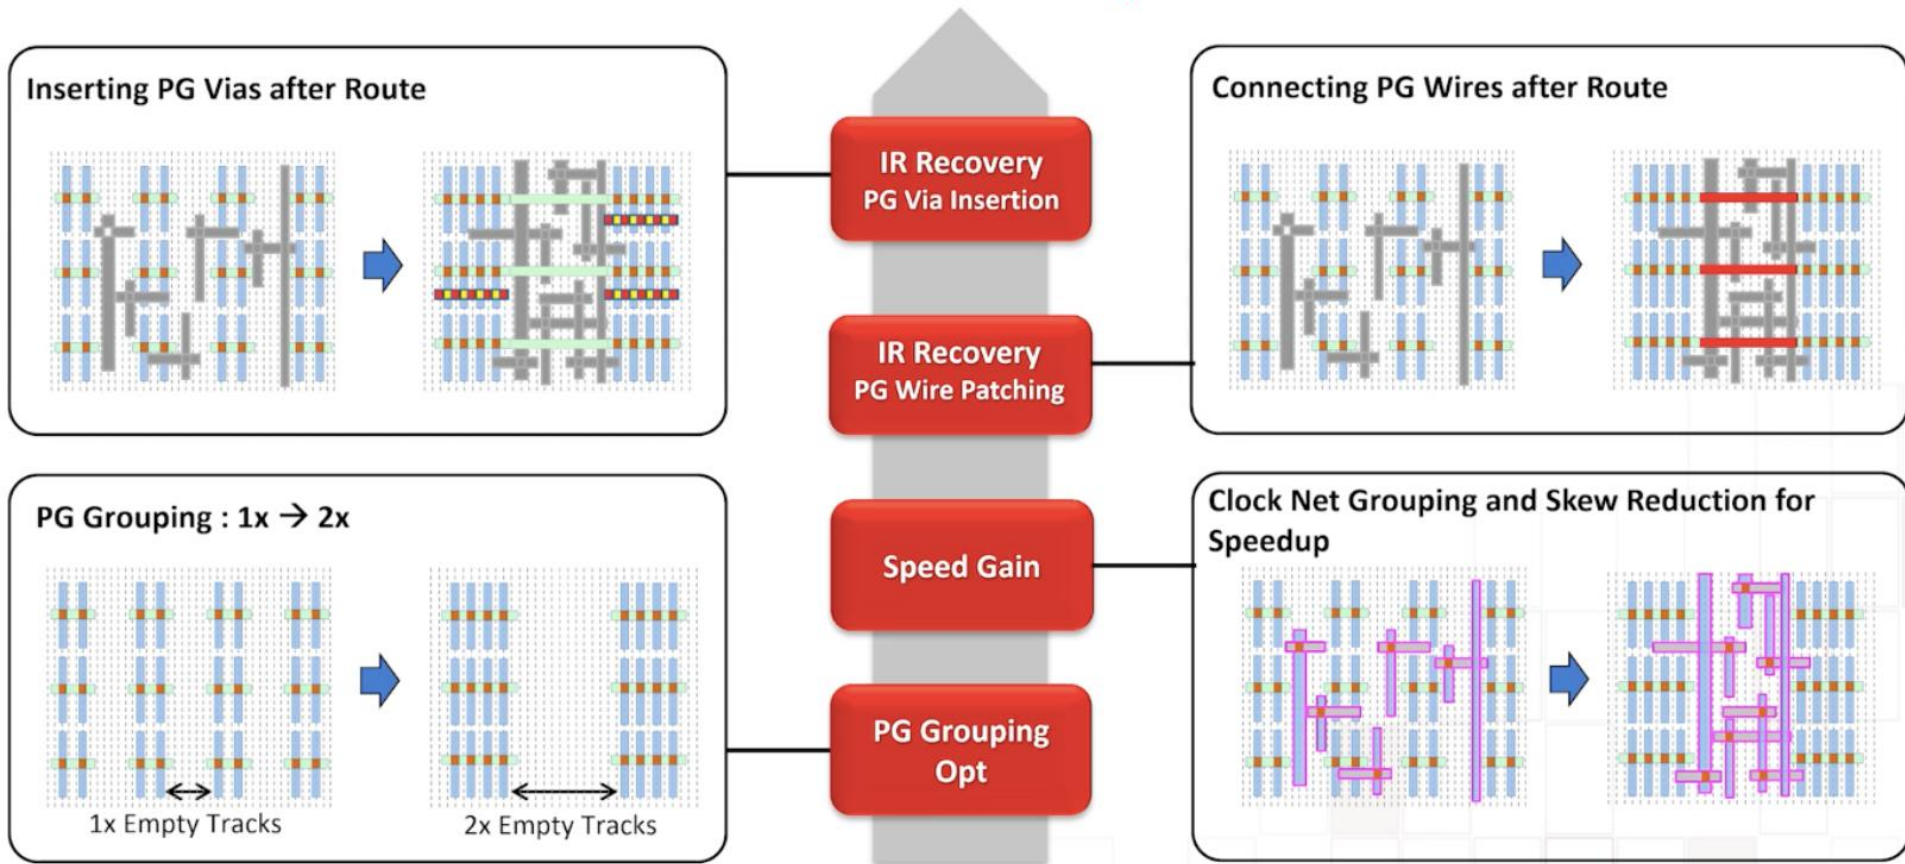 Inserting PG Vias after Route
IR Recovery
PG Via Insertion
Connecting PG Wires after Route
IR Recovery
PG Wire Patching
PG Grouping : 1x → 2x
1x Empty Tracks
2x Empty Tracks
Speed Gain
PG Grouping
Opt
Clock Net Grouping and Skew Reduction for
Speedup